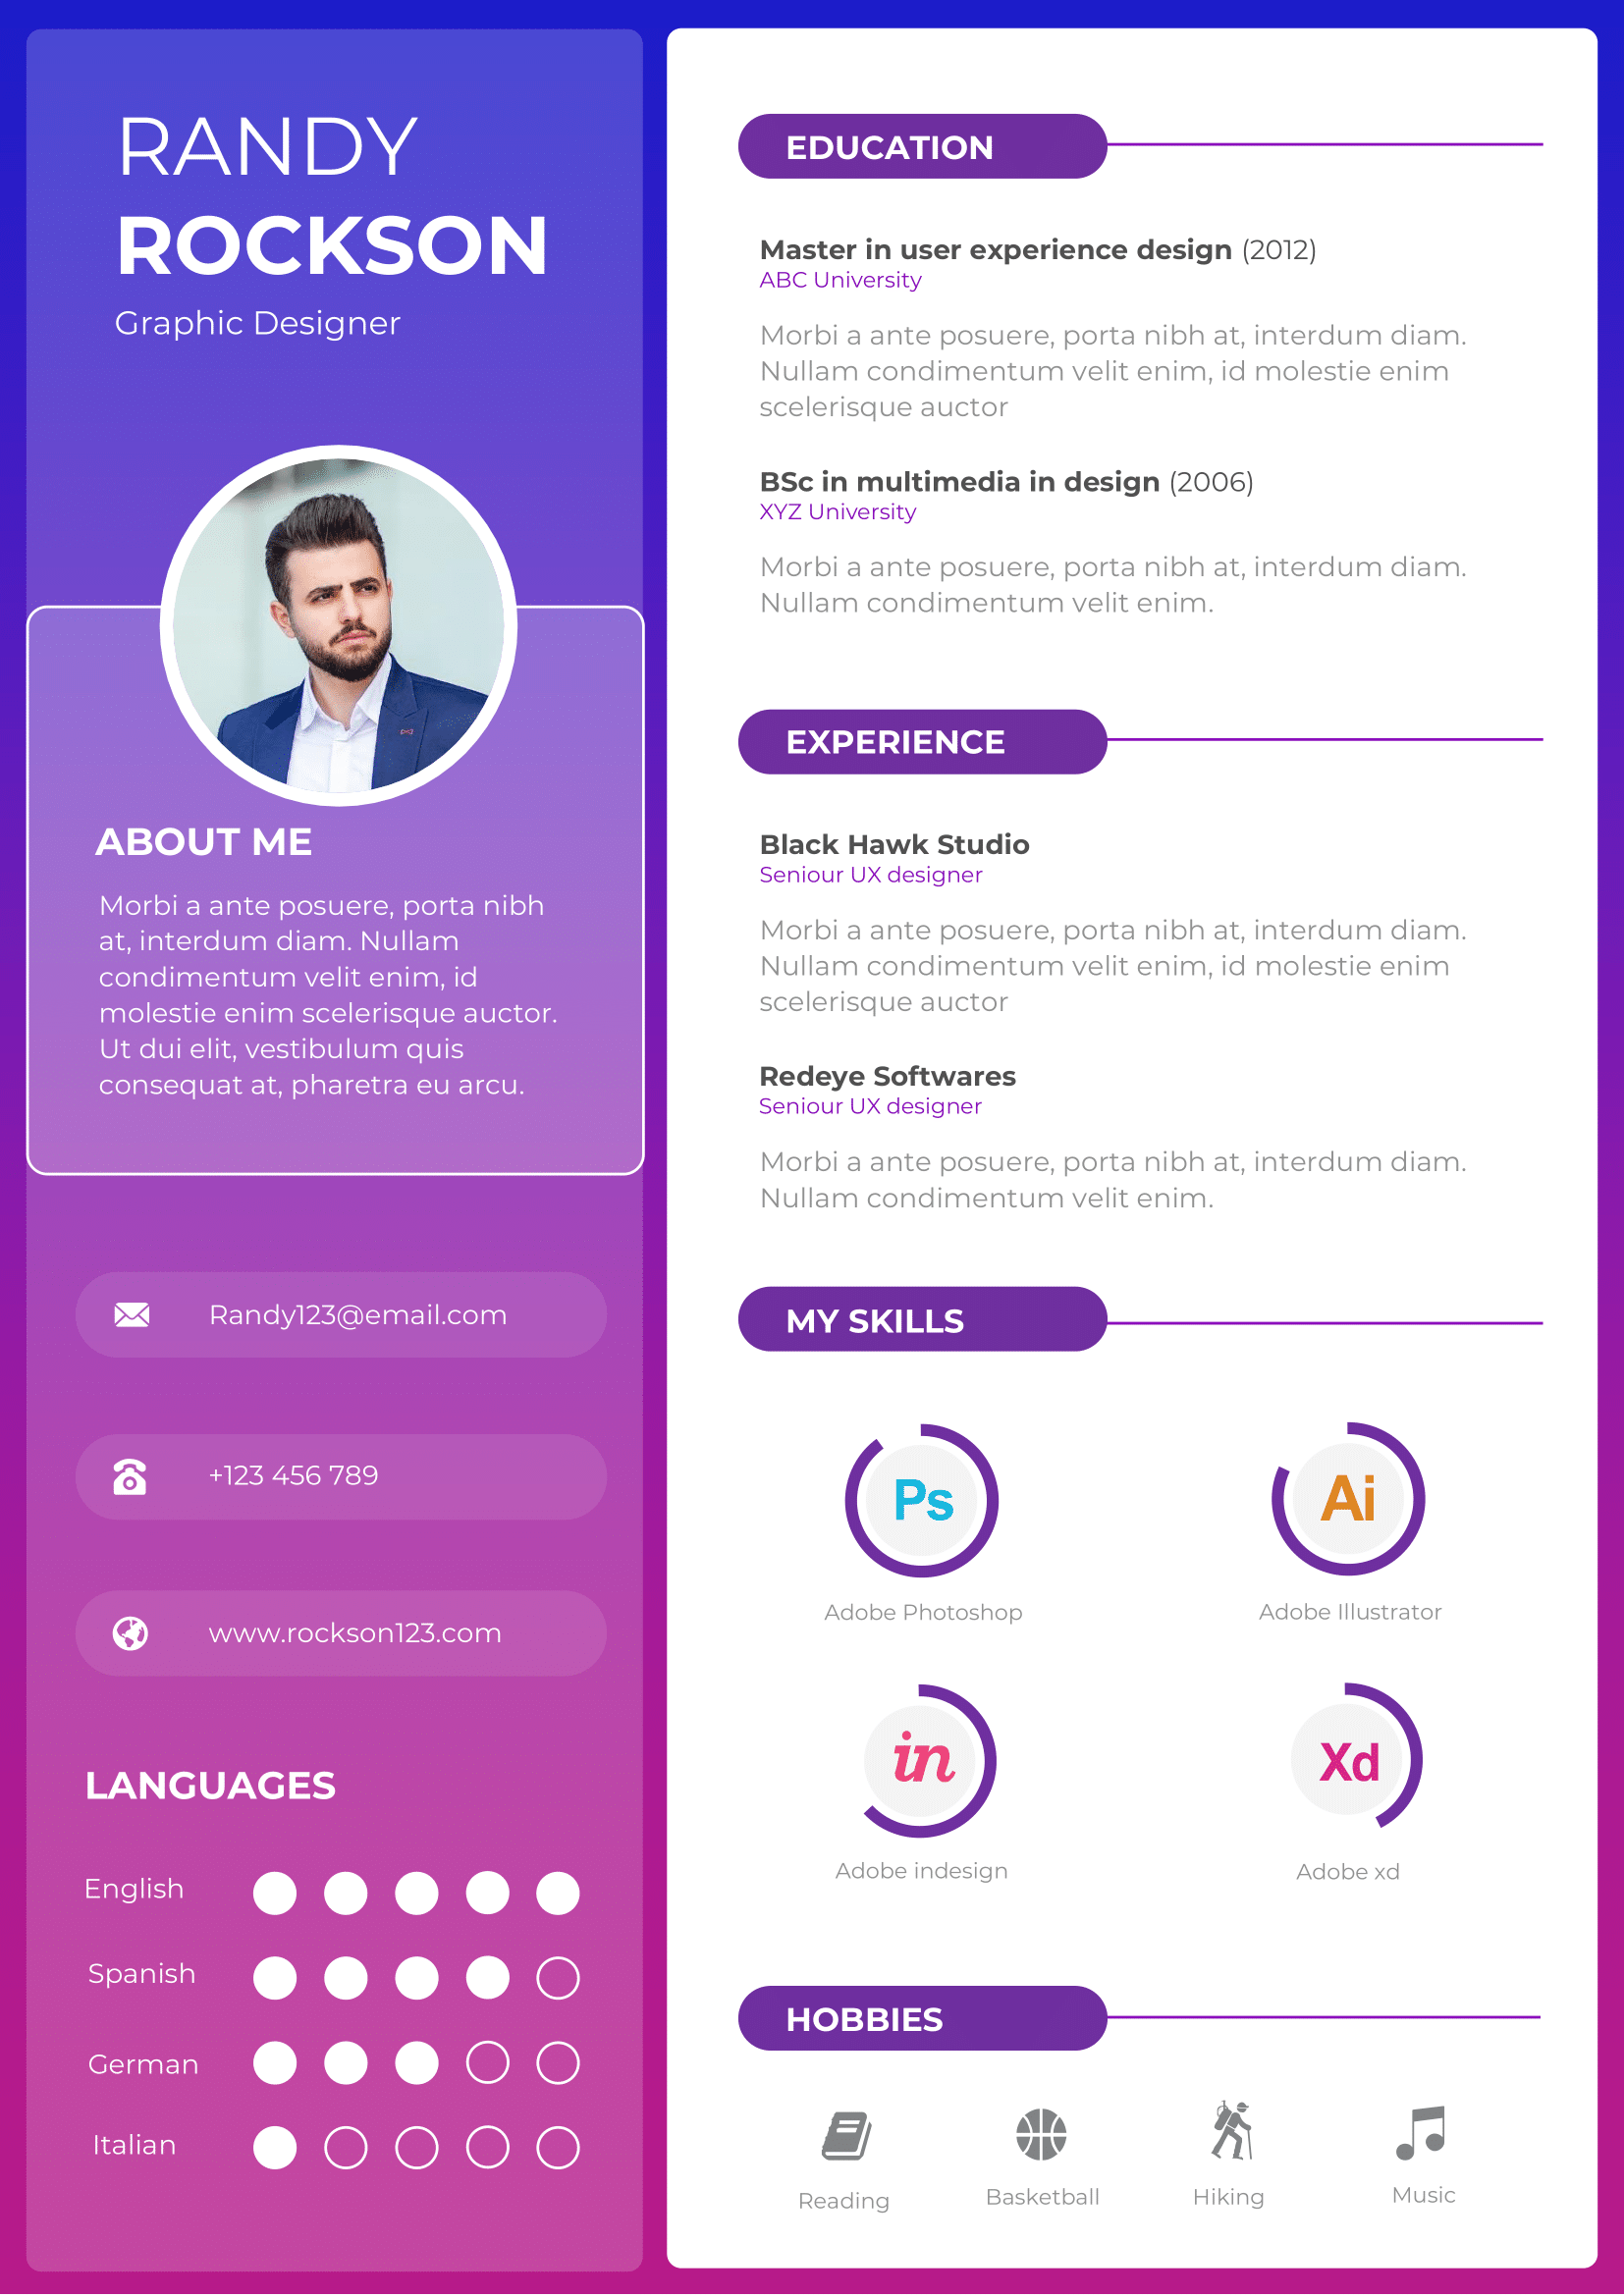 RANDY
ROCKSON
Graphic Designer
ABOUT ME
Morbi a ante posuere, porta nibh
at, interdum diam. Nullam
condimentum velit enim, id
molestie enim scelerisque auctor.
Ut dui elit, vestibulum quis
consequat at, pharetra eu arcu.
Randy123@email.com
+123 456 789
www.rockson123.com
LANGUAGES
English
Spanish
German
Italian
EDUCATION
Master in user experience design (2012)
ABC University
Morbi a ante posuere, porta nibh at, interdum diam.
Nullam condimentum velit enim, id molestie enim
scelerisque auctor
BSc in multimedia in design (2006)
XYZ University
Morbi a ante posuere, porta nibh at, interdum diam.
Nullam condimentum velit enim.
EXPERIENCE
Black Hawk Studio
Seniour UX designer
Morbi a ante posuere, porta nibh at, interdum diam.
Nullam condimentum velit enim, id molestie enim
scelerisque auctor
Redeye Softwares
Seniour UX designer
Morbi a ante posuere, porta nibh at, interdum diam.
Nullam condimentum velit enim.
MY SKILLS
Ps Ai
Adobe Photoshop Adobe Illustrator
in Xd
Adobe indesign Adobe xd
HOBBIES
Reading Basketball Hiking Music